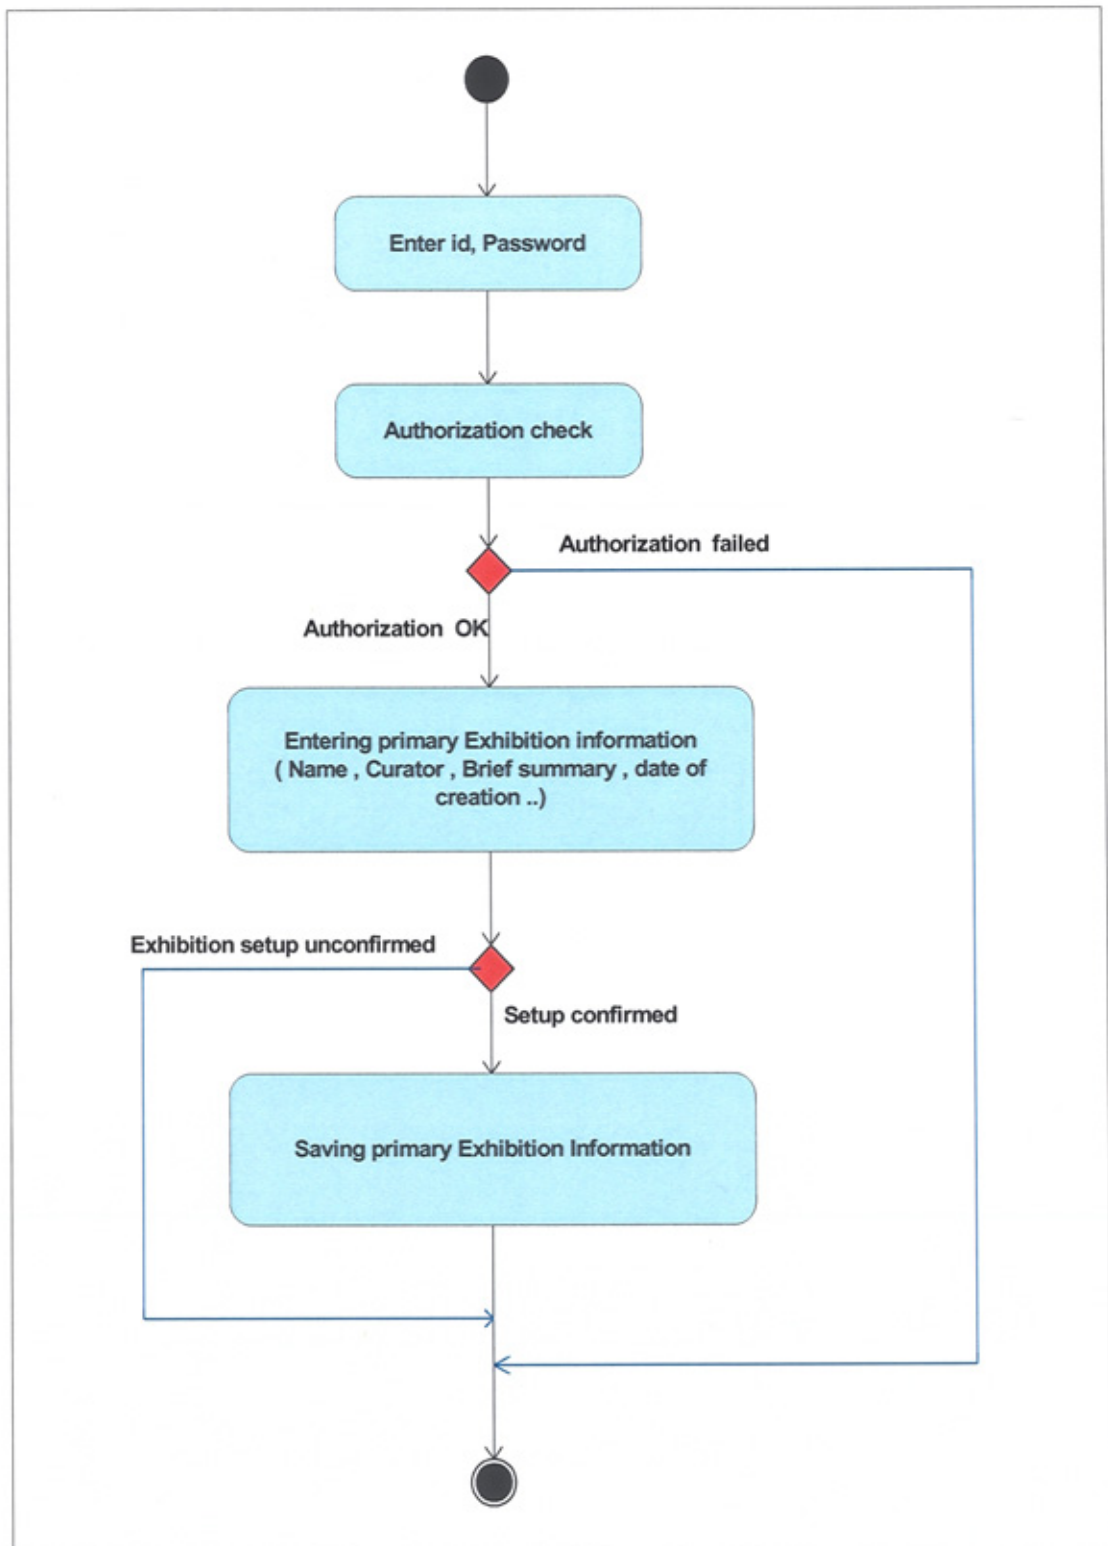 Enter id, Password
Authorization check
Authorization  failed
Authorization  OK
Entering primary Exhibition information
( Name , Curator , Brief summary , date of
creation ..)
Exhibition setup unconfirmed
Setup confirmed
Saving primary Exhibition Information